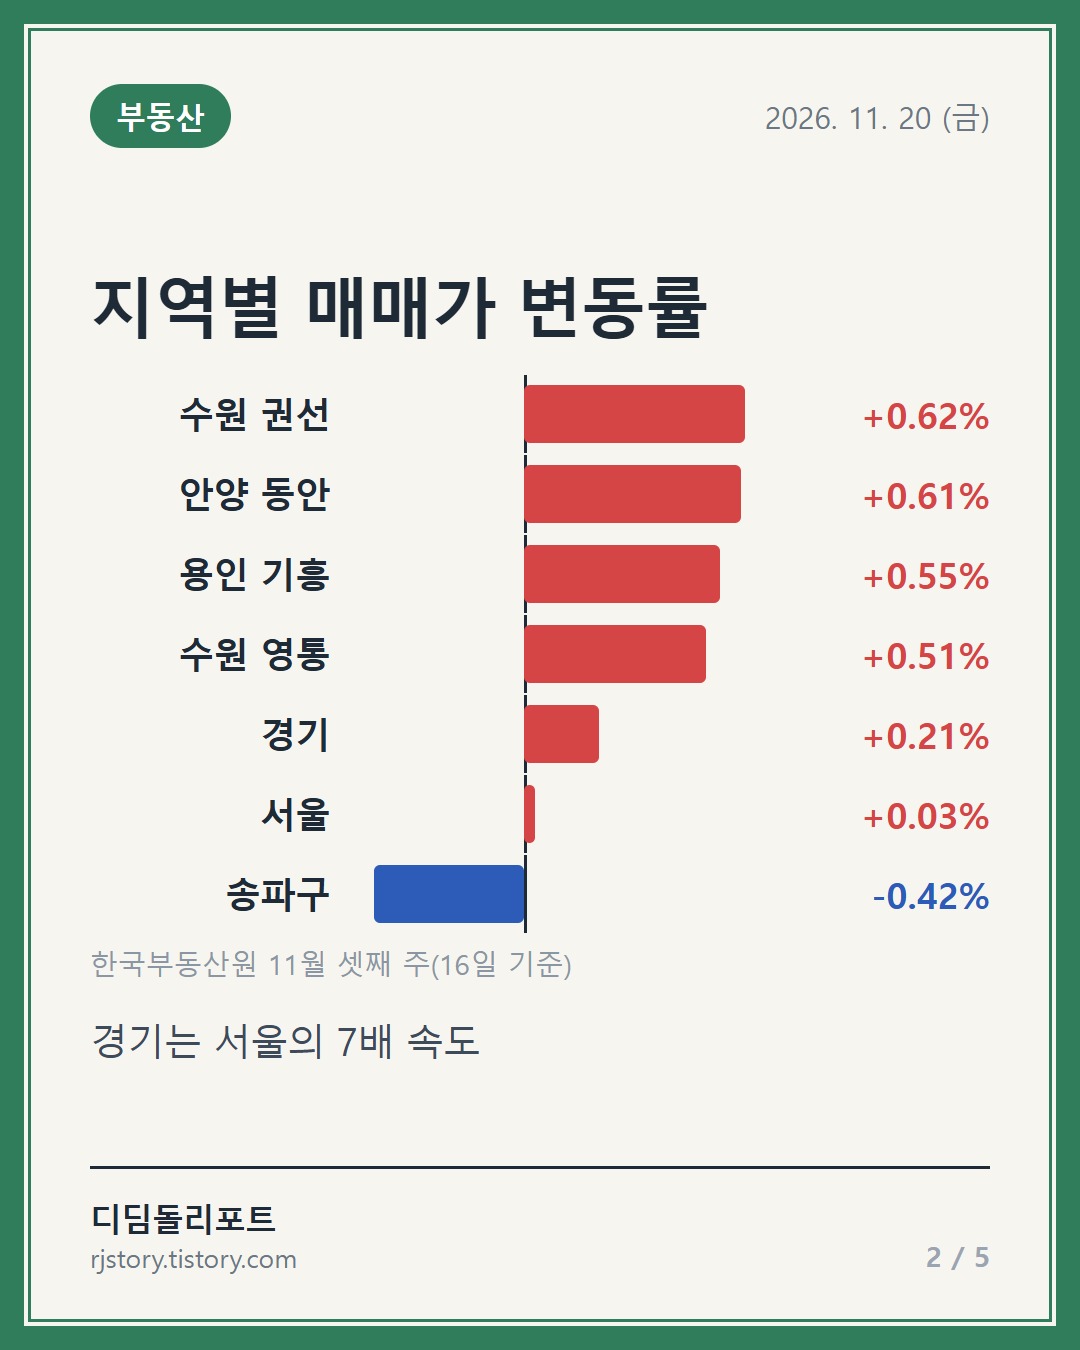 부동산
2026. 11. 20 (금)
지역별 매매가 변동률
수원 권선 +0.62%
안양 동안 +0.61%
용인 기흥 +0.55%
수원 영통 +0.51%
경기 +0.21%
서울 +0.03%
송파구 -0.42%
한국부동산원 11월 셋째 주(16일 기준)
경기는 서울의 7배 속도
디딤돌리포트
rjstory.tistory.com
2 / 5